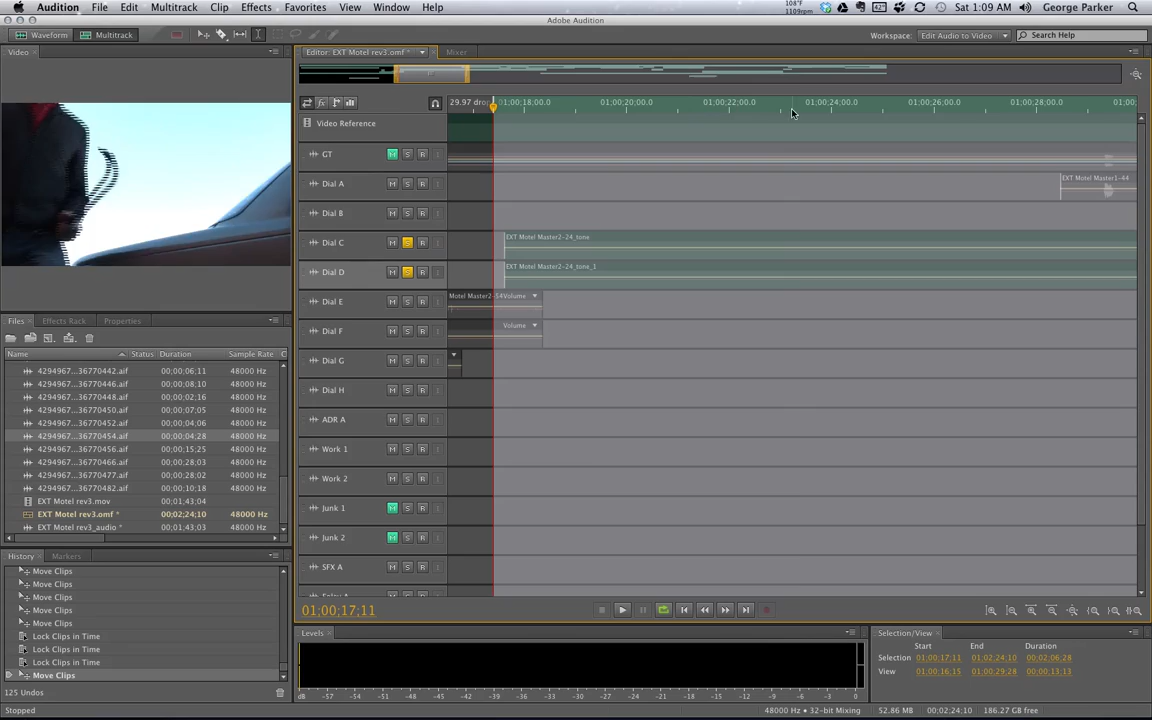 Audition File Edit Multitrack Clip Effects Favorites View Window Help 108°F 1109rpm 42° Sat 1:09 AM George Parker
Adobe Audition
Waveform Multitrack Workspace: Edit Audio to Video Search Help
Video Editor: EXT Motel rev3.omf * Mixer
29.97 drop 01:00;18;00.0 01:00;20;00.0 01:00;22;00.0 01:00;24;00.0 01:00;26;00.0 01:00;28;00.0 01:00;
Video Reference
GT M S R
Dial A M S R EXT Motel Master1-44
Dial B M S R
Dial C M S R EXT Motel Master2-24_tone
Dial D M S R EXT Motel Master2-24_tone_1
Dial E M S R Motel Master2-54 Volume
Dial F M S R Volume
Dial G M S R
Dial H M S R
ADR A M S R
Work 1 M S R
Work 2 M S R
Junk 1 M S R
Junk 2 M S R
SFX A M S R
01:00;17;11
Files Effects Rack Properties
Name Status Duration Sample Rate C
4294967...36770442.aif 00;00;06;11 48000 Hz
4294967...36770446.aif 00;00;08;10 48000 Hz
4294967...36770448.aif 00;00;02;16 48000 Hz
4294967...36770450.aif 00;00;07;05 48000 Hz
4294967...36770452.aif 00;00;04;06 48000 Hz
4294967...36770454.aif 00;00;04;28 48000 Hz
4294967...36770456.aif 00;00;15;25 48000 Hz
4294967...36770466.aif 00;00;28;03 48000 Hz
4294967...36770477.aif 00;00;28;02 48000 Hz
4294967...36770482.aif 00;00;10;18 48000 Hz
EXT Motel rev3.mov 00;01;43;04
EXT Motel rev3.omf * 00;02;24;10 48000 Hz
EXT Motel rev3_audio * 00;01;43;03 48000 Hz
History Markers
Move Clips
Move Clips
Move Clips
Move Clips
Move Clips
Lock Clips in Time
Lock Clips in Time
Lock Clips in Time
Move Clips
125 Undos
Levels
dB -57 -54 -51 -48 -45 -42 -39 -36 -33 -30 -27 -24 -21 -18 -15 -12 -9 -6 -3 0
Selection/View
Start End Duration
Selection 01:00;17;11 01:02;24;10 00;02;06;28
View 01:00;16;15 01:00;29;28 00;00;13;13
Stopped 48000 Hz • 32-bit Mixing 52.86 MB 00;02;24;10 186.27 GB free